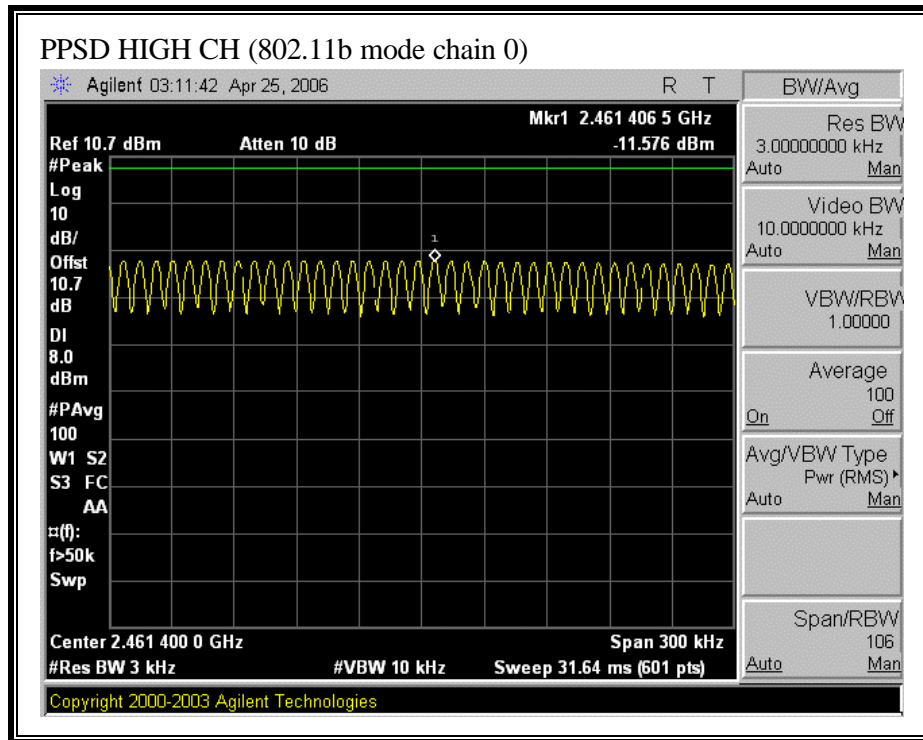 PPSD HIGH CH (802.11b mode chain 0)
Agilent 03:11:42 Apr 25, 2006 R T
Mkr1 2.461 406 5 GHz
Ref 10.7 dBm Atten 10 dB -11.576 dBm
#Peak
Log
10
dB/
Offst
10.7
dB
DI
8.0
dBm
#PAvg
100
W1 S2
S3 FC
AA
¤(f):
f>50k
Swp
1
Center 2.461 400 0 GHz Span 300 kHz
#Res BW 3 kHz #VBW 10 kHz Sweep 31.64 ms (601 pts)
Copyright 2000-2003 Agilent Technologies
BW/Avg
Res BW
3.00000000 kHz
Auto Man
Video BW
10.0000000 kHz
Auto Man
VBW/RBW
1.00000
Average
100
On Off
Avg/VBW Type
Pwr (RMS)
Auto Man
Span/RBW
106
Auto Man